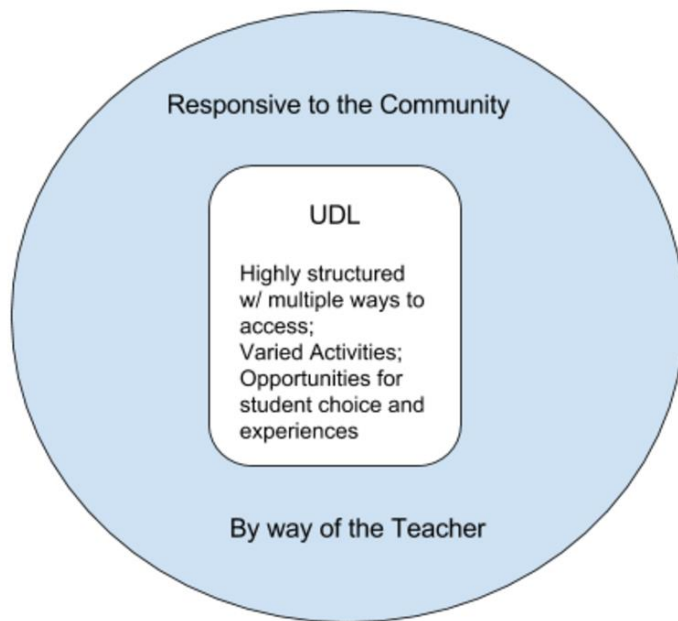 Responsive to the Community
UDL
Highly structured
w/ multiple ways to
access;
Varied Activities;
Opportunities for
student choice and
experiences
By way of the Teacher